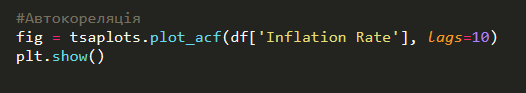 #Автокореляція
fig = tsaplots.plot_acf(df['Inflation Rate'], lags=10)
plt.show()